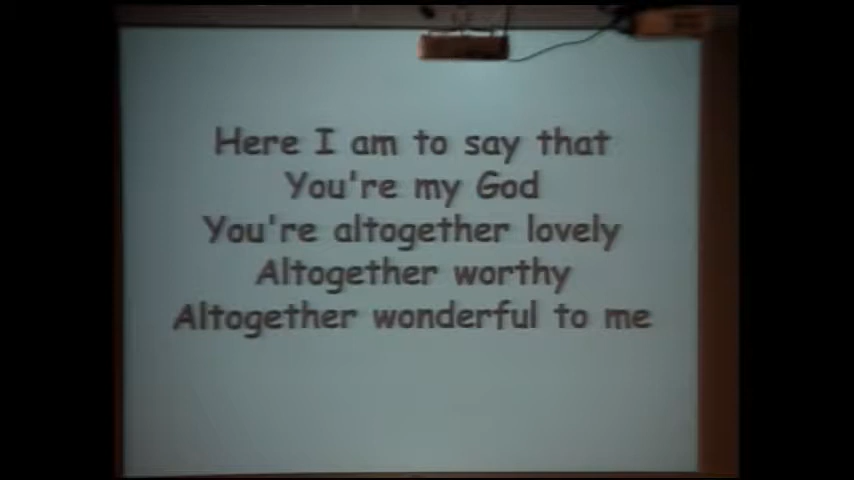 Here I am to say that
You're my God
You're altogether lovely
Altogether worthy
Altogether wonderful to me